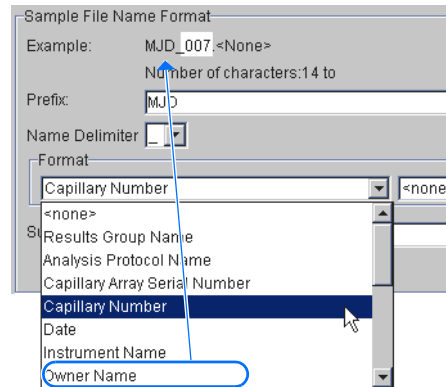 Sample File Name Format
Example: MJD_007.<None>
Number of characters:14 to
Prefix: MJD
Name Delimiter _
Format
Capillary Number <none
<none>
Results Group Name
Analysis Protocol Name
Capillary Array Serial Number
Capillary Number
Date
Instrument Name
Owner Name